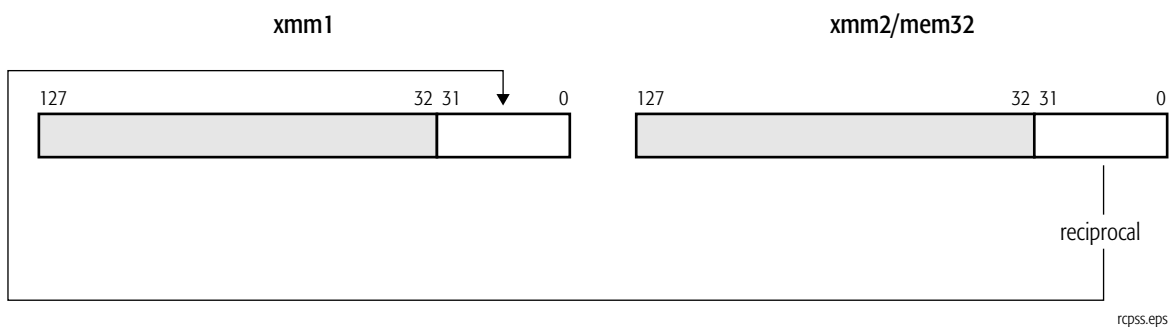 xmm1 xmm2/mem32
127 32 31 0 127 32 31 0
reciprocal
rcpss.eps